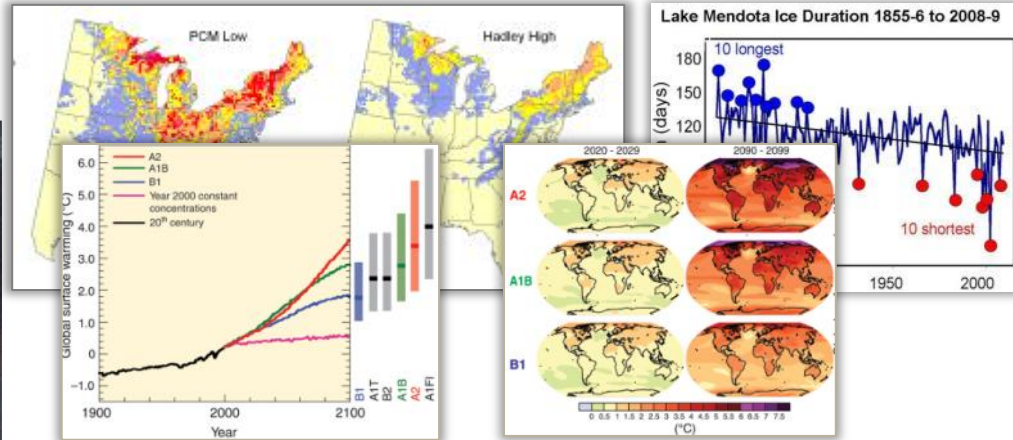 PCM Low
Hadley High
Lake Mendota Ice Duration 1855-6 to 2008-9
10 longest
180
150
120
(days)
10 shortest
1950
2000
6.0
5.0
4.0
3.0
2.0
1.0
0
−1.0
Global surface warming (°C)
A2
A1B
B1
Year 2000 constant
concentrations
20th century
1900
2000
2100
Year
B1
A1T
B2
A1B
A2
A1FI
2020 - 2029
2090 - 2099
A2
A1B
B1
0 0.5 1 1.5 2 2.5 3 3.5 4 4.5 5 5.5 6 6.5 7 7.5
(°C)